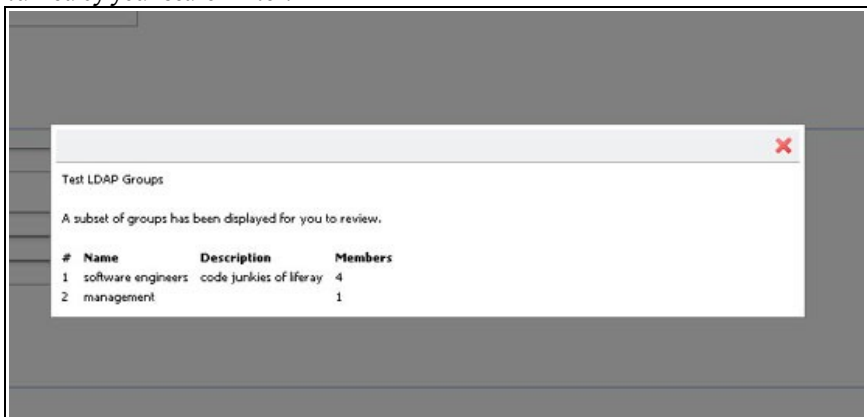 Test LDAP Groups
A subset of groups has been displayed for you to review.
# Name Description Members
1 software engineers code junkies of liferay 4
2 management 1